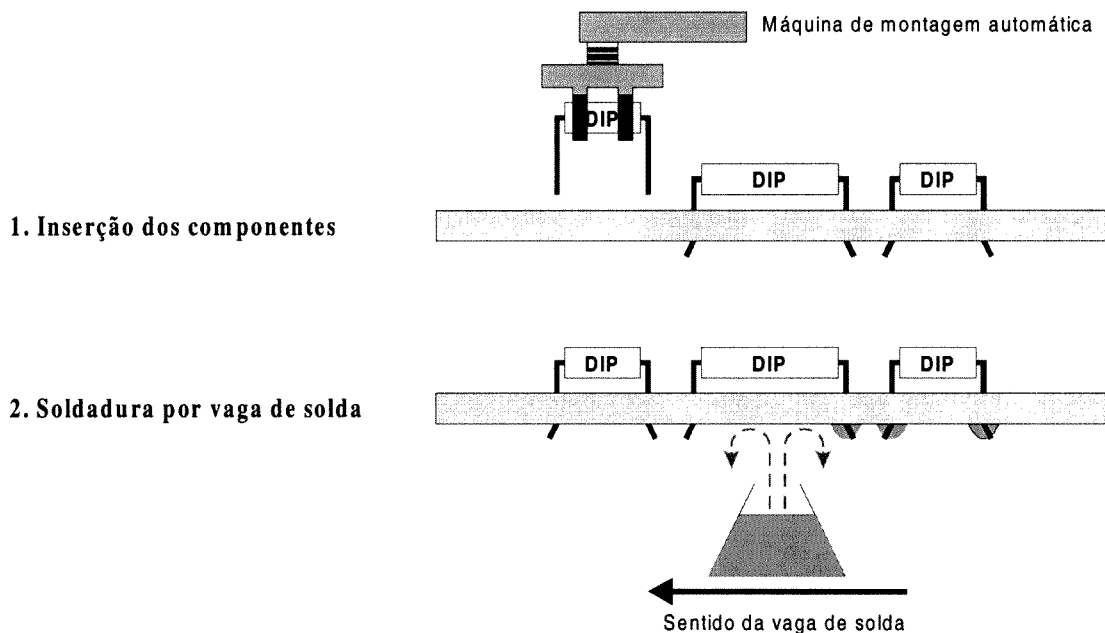 Máquina de montagem automática
DIP
DIP
DIP
1. Inserção dos componentes
DIP
DIP
DIP
2. Soldadura por vaga de solda
Sentido da vaga de solda